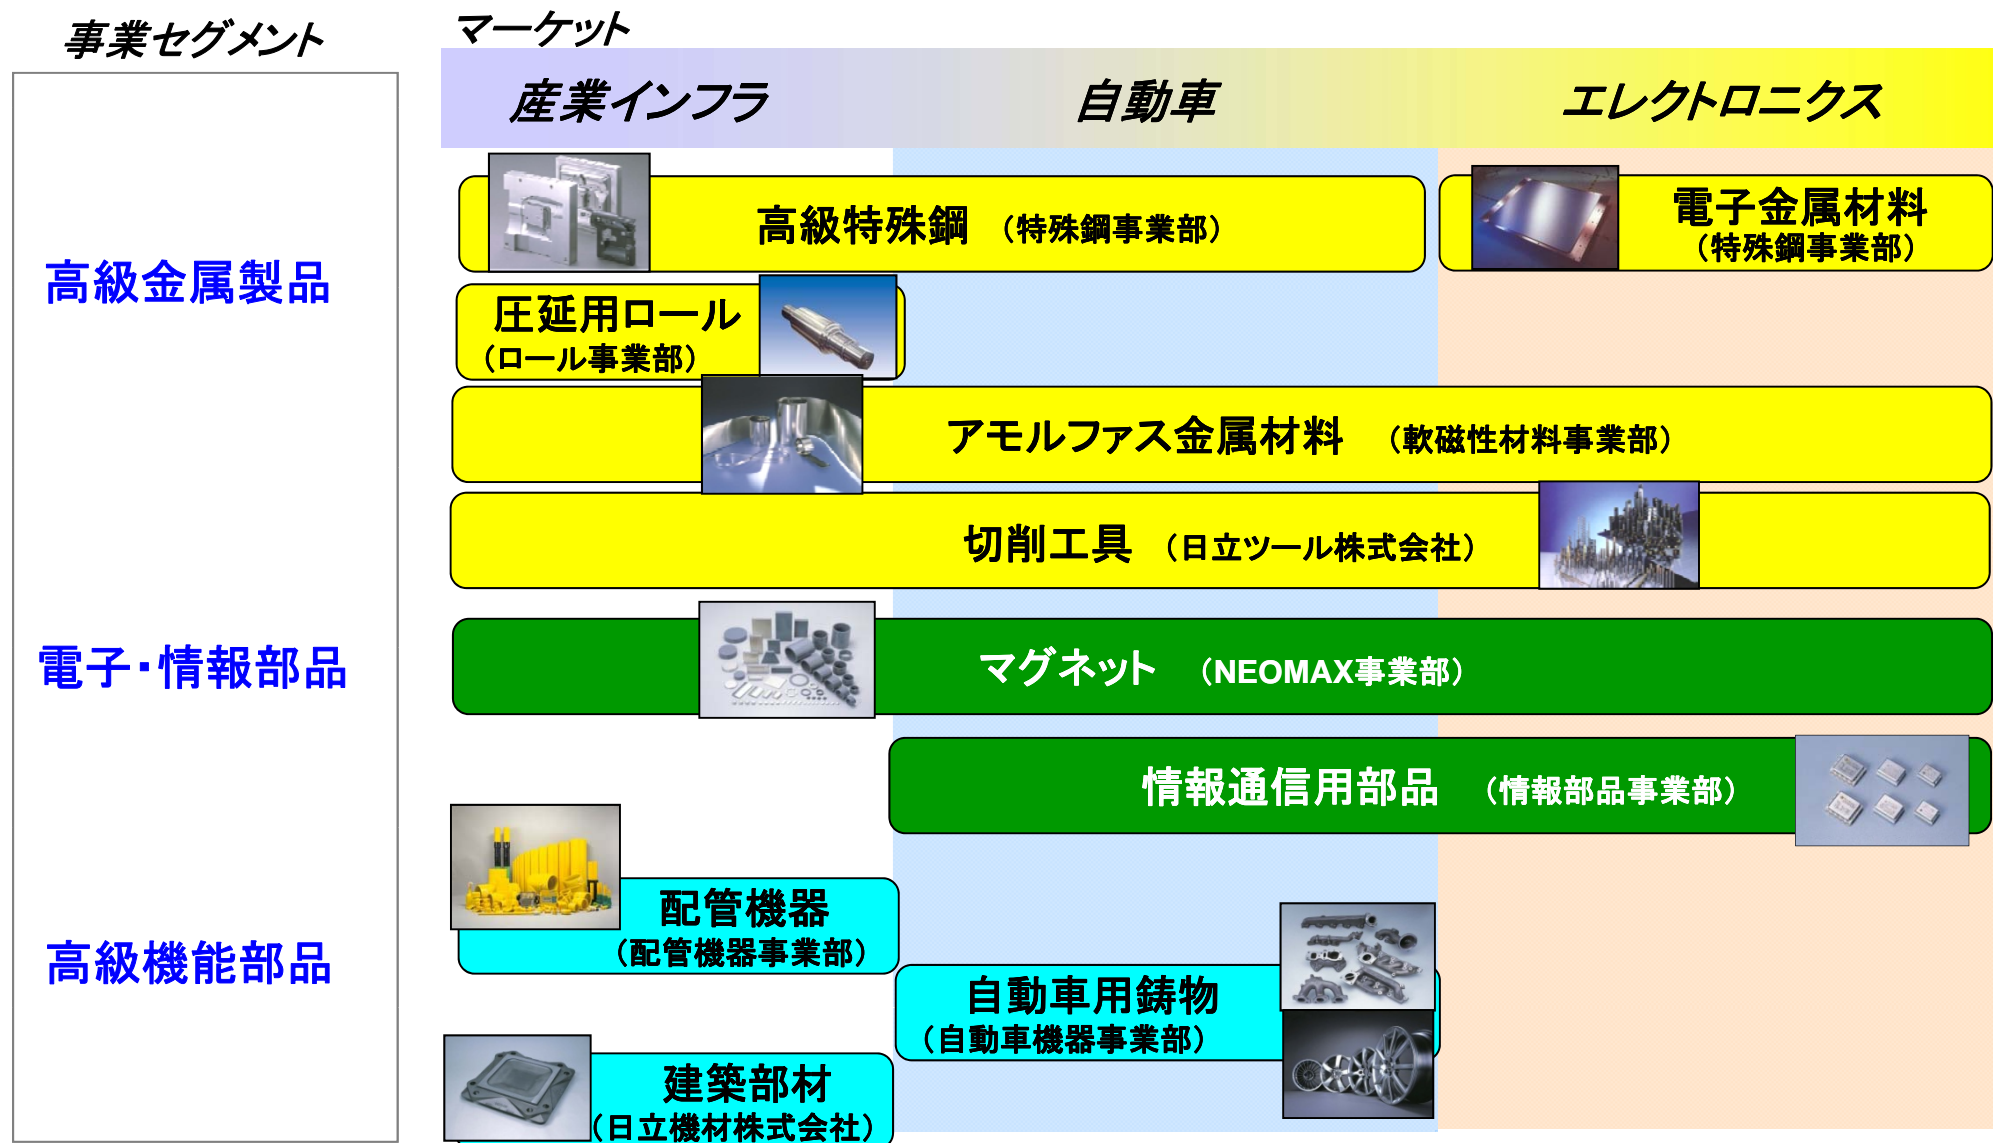 事業セグメント
マーケット
産業インフラ
自動車
エレクトロニクス
高級金属製品
高級特殊鋼 （特殊鋼事業部）
電子金属材料
（特殊鋼事業部）
圧延用ロール
（ロール事業部）
アモルファス金属材料 （軟磁性材料事業部）
切削工具 （日立ツール株式会社）
電子・情報部品
マグネット （NEOMAX事業部）
情報通信用部品 （情報部品事業部）
高級機能部品
配管機器
（配管機器事業部）
自動車用鋳物
（自動車機器事業部）
建築部材
（日立機材株式会社）